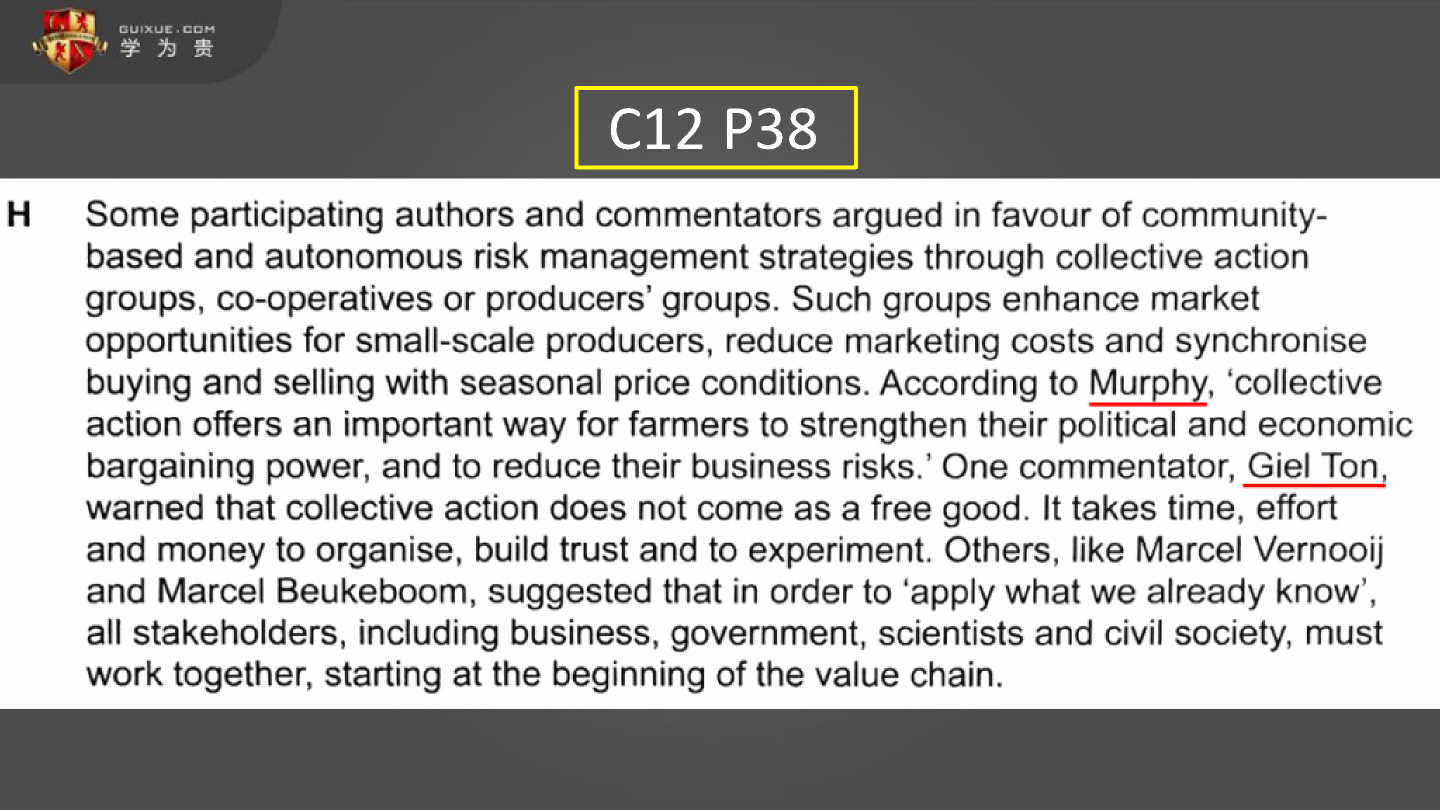 GUIXUE.COM
学为贵
C12 P38
H Some participating authors and commentators argued in favour of community-
based and autonomous risk management strategies through collective action
groups, co-operatives or producers’ groups. Such groups enhance market
opportunities for small-scale producers, reduce marketing costs and synchronise
buying and selling with seasonal price conditions. According to Murphy, ‘collective
action offers an important way for farmers to strengthen their political and economic
bargaining power, and to reduce their business risks.’ One commentator, Giel Ton,
warned that collective action does not come as a free good. It takes time, effort
and money to organise, build trust and to experiment. Others, like Marcel Vernooij
and Marcel Beukeboom, suggested that in order to ‘apply what we already know’,
all stakeholders, including business, government, scientists and civil society, must
work together, starting at the beginning of the value chain.